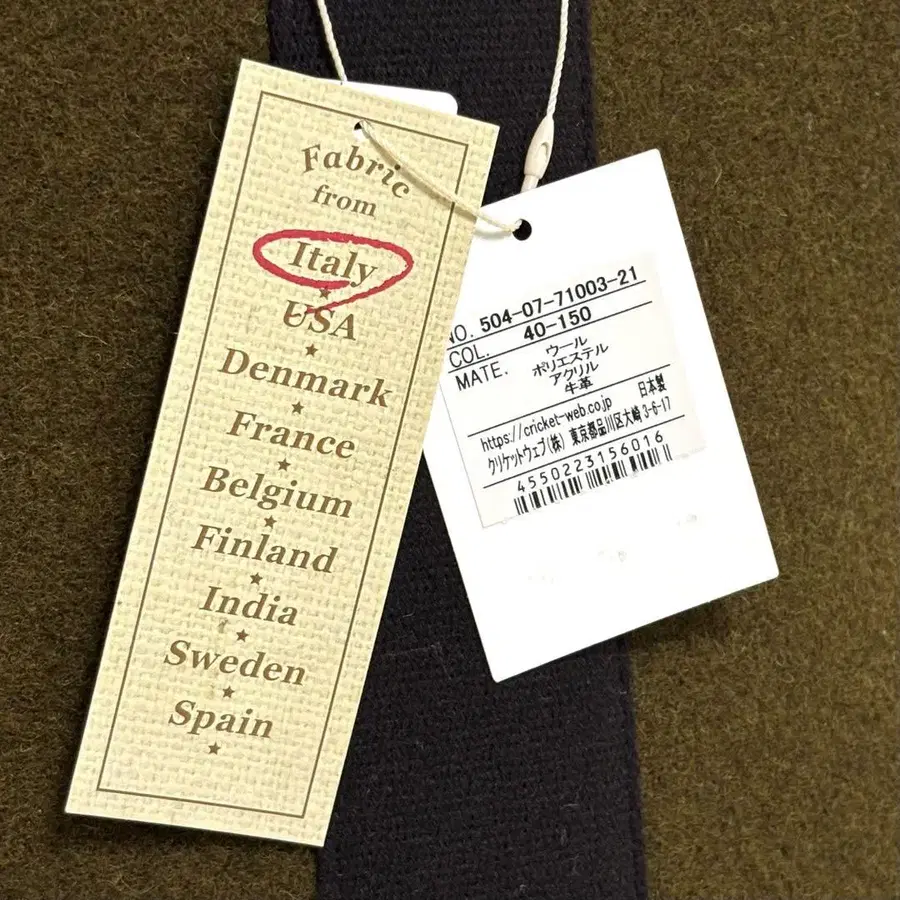 Fabric
from
Italy
USA
Denmark
France
Belgium
Finland
India
Sweden
Spain
NO. 504-07-71003-21
COL. 40-150
MATE. ウール
ポリエステル
アクリル
牛革
日本製
https://cricket-web.co.jp
クリケットウェブ(株) 東京都品川区大崎3-6-17
4550223156016